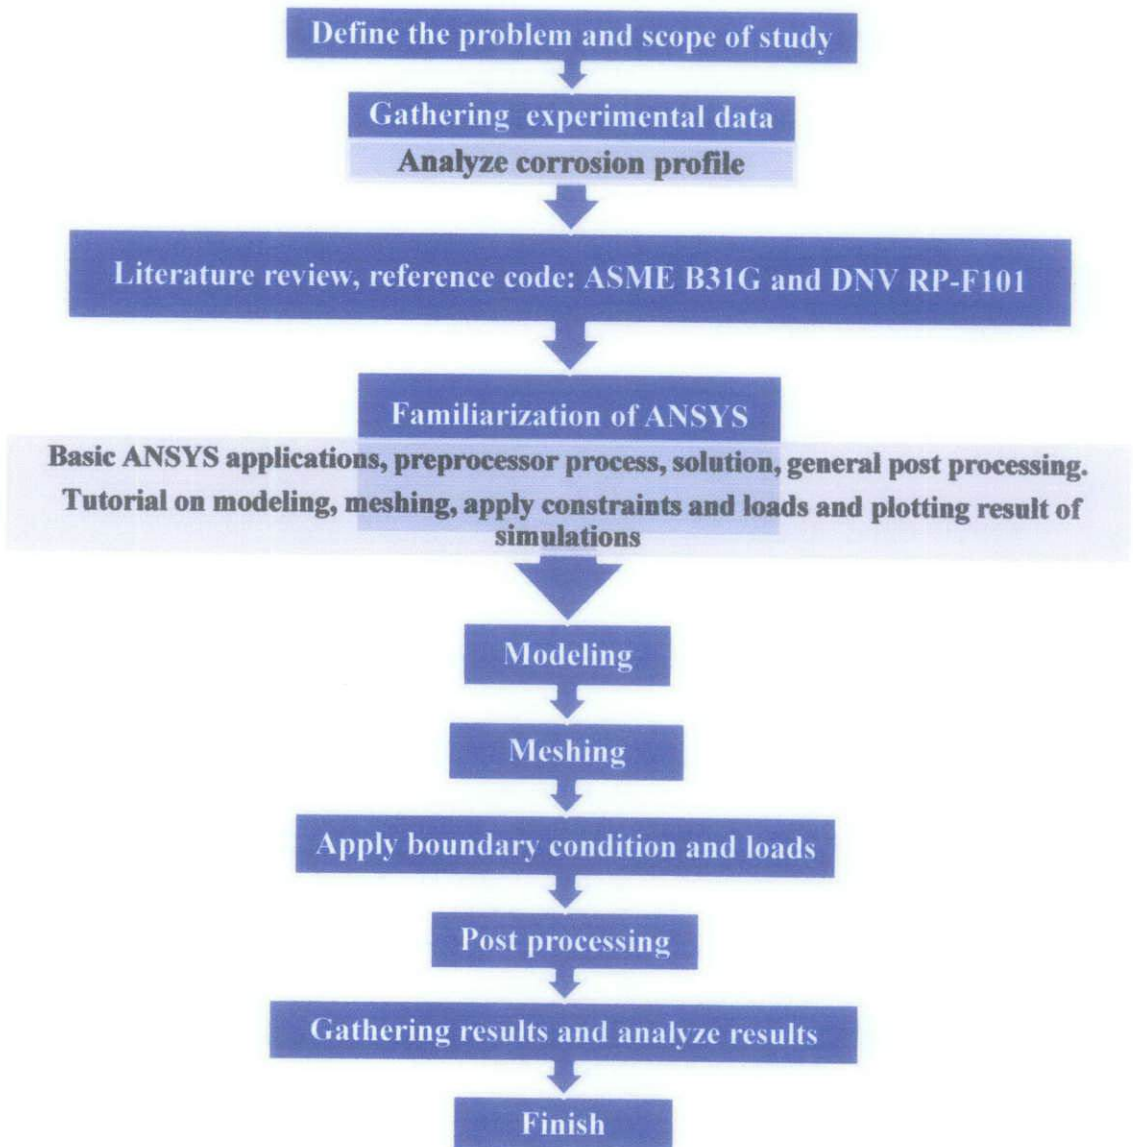 Define the problem and scope of study
Gathering experimental data
Analyze corrosion profile
Literature review, reference code: ASME B31G and DNV RP-F101
Familiarization of ANSYS
Basic ANSYS applications, preprocessor process, solution, general post processing.
Tutorial on modeling, meshing, apply constraints and loads and plotting result of
simulations
Modeling
Meshing
Apply boundary condition and loads
Post processing
Gathering results and analyze results
Finish